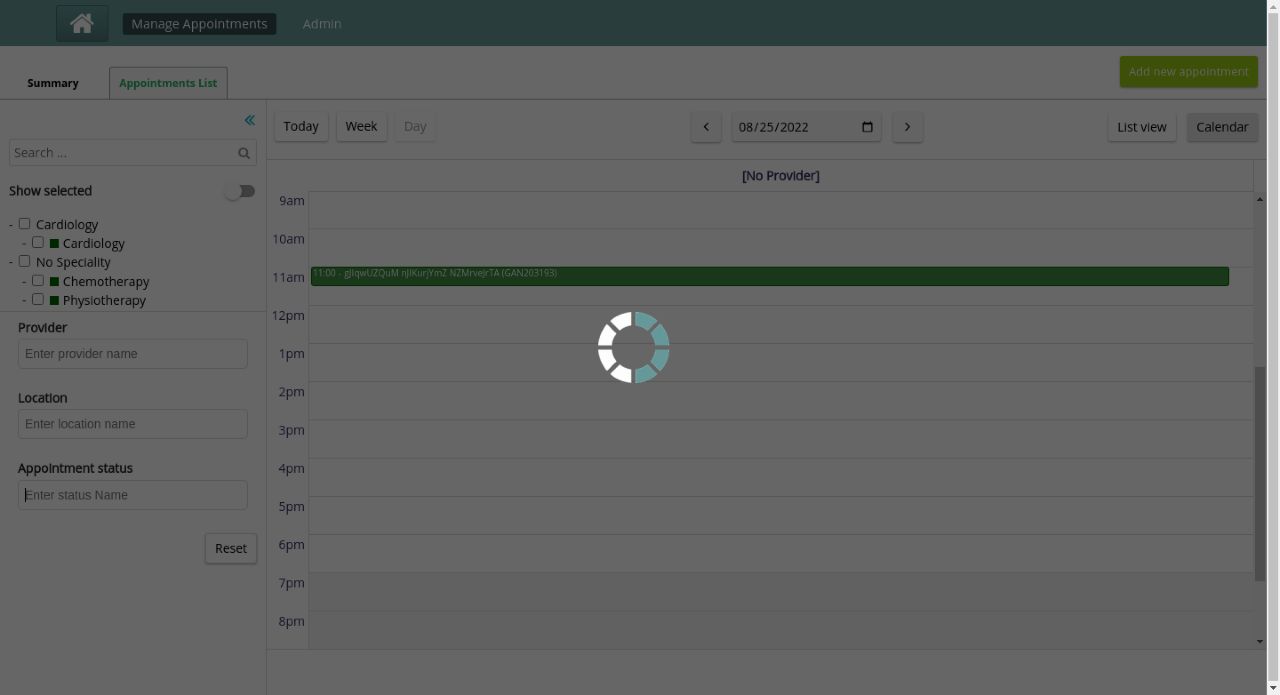 Manage Appointments Admin
Summary Appointments List Add new appointment
Today Week Day 08/25/2022 List view Calendar
Search ...
Show selected
- Cardiology
- Cardiology
- No Speciality
- Chemotherapy
- Physiotherapy
Provider
Enter provider name
Location
Enter location name
Appointment status
Enter status Name
Reset
[No Provider]
9am
10am
11am
11:00 - (GAN203193)
12pm
1pm
2pm
3pm
4pm
5pm
6pm
7pm
8pm